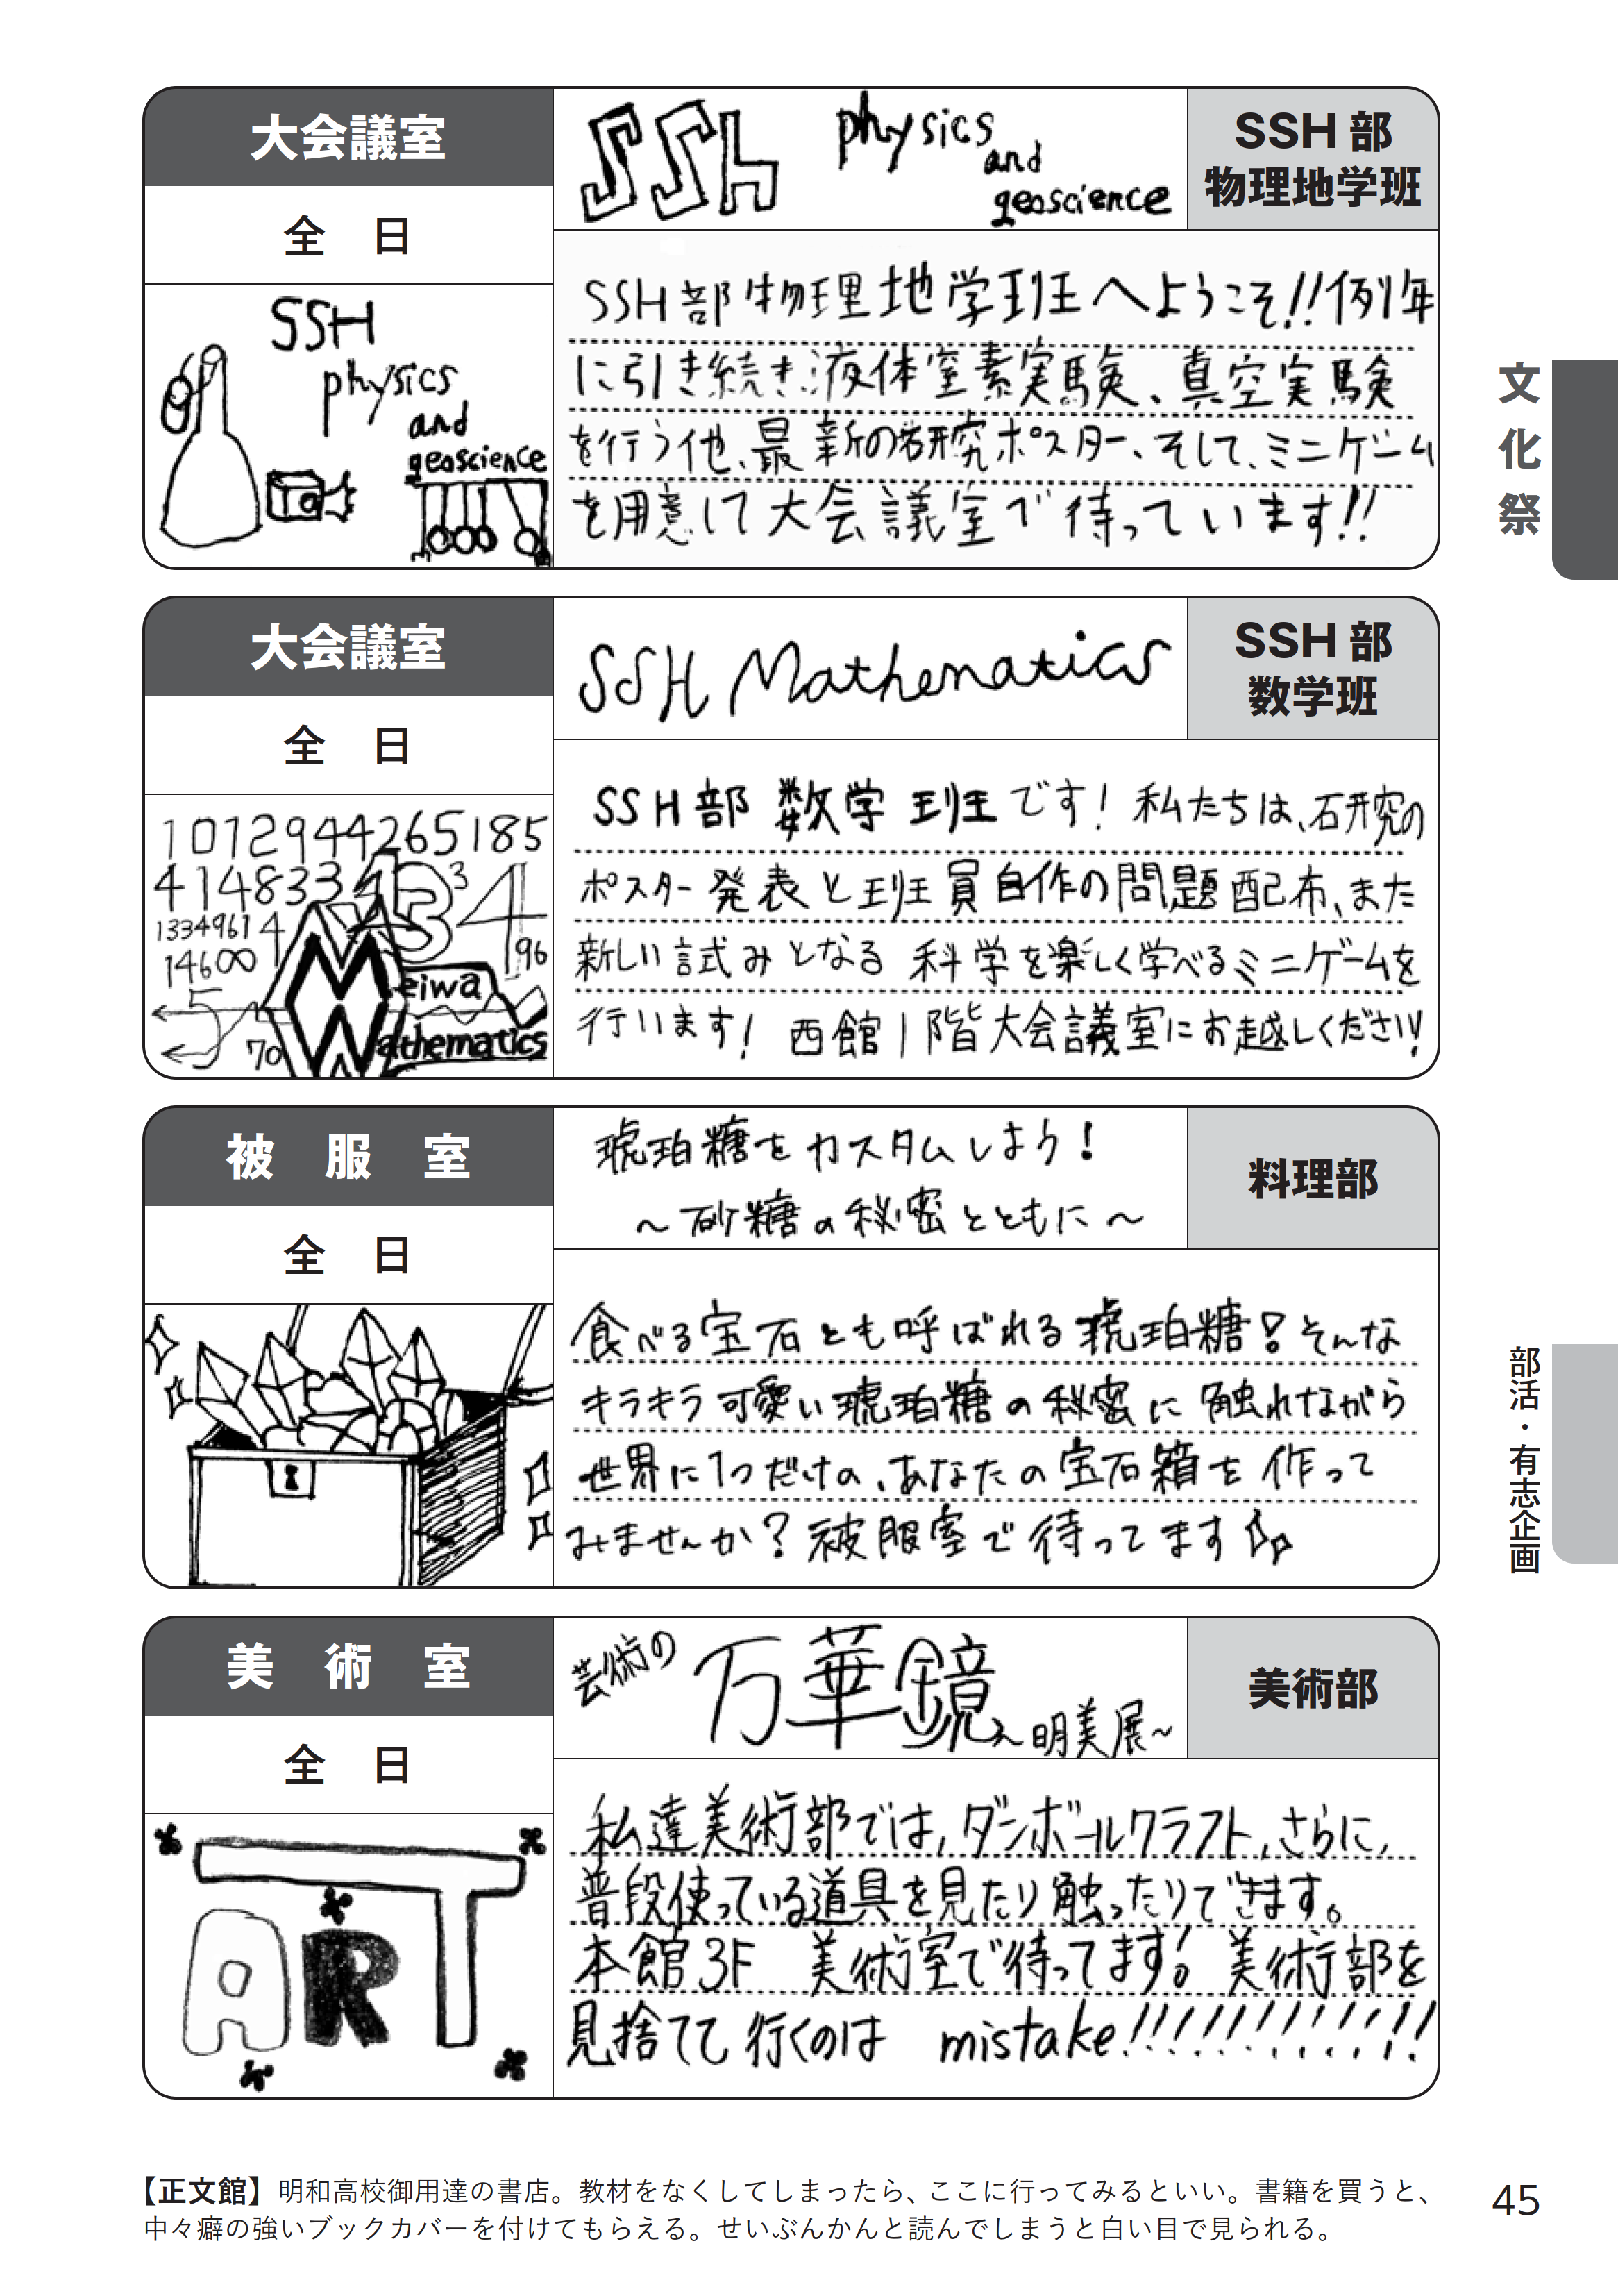 大会議室
全　日
SSH
physics
and
geoscience
SSH
physics
and
geoscience
SSH部
物理地学班
SSH部物理地学班へようこそ!!例年
に引き続き液体窒素実験、真空実験
を行う他、最新の研究ポスター、そして、ミニゲーム
を用意して大会議室で待っています!!
大会議室
全　日
1012944265185
4148334
1334961
146∞
96
70
Meiwa
Mathematics
SSH Mathematics
SSH部
数学班
SSH部 数学班です! 私たちは、研究の
ポスター発表と班員自作の問題配布、また
新しい試みとなる 科学を楽しく学べるミニゲームを
行います! 西館1階大会議室にお越しください!
被　服　室
全　日
琥珀糖をカスタムしよう!
～砂糖の秘密とともに～
料理部
食べる宝石とも呼ばれる琥珀糖!そんな
キラキラ可愛い琥珀糖の秘密に触れながら
世界に1つだけの、あなたの宝石箱を作って
みませんか?被服室で待ってます
美　術　室
全　日
ART
芸術の
万華鏡
～明美展～
美術部
私達美術部では,ダンボールクラフト,さらに,
普段使っている道具を見たり触ったりできます。
本館3F　美術室で待ってます! 美術部を
見捨てて行くのは　mistake!!!!!!!!!!!!
文化祭
部活・有志企画
【正文館】明和高校御用達の書店。教材をなくしてしまったら、ここに行ってみるといい。書籍を買うと、
中々癖の強いブックカバーを付けてもらえる。せいぶんかんと読んでしまうと白い目で見られる。
45